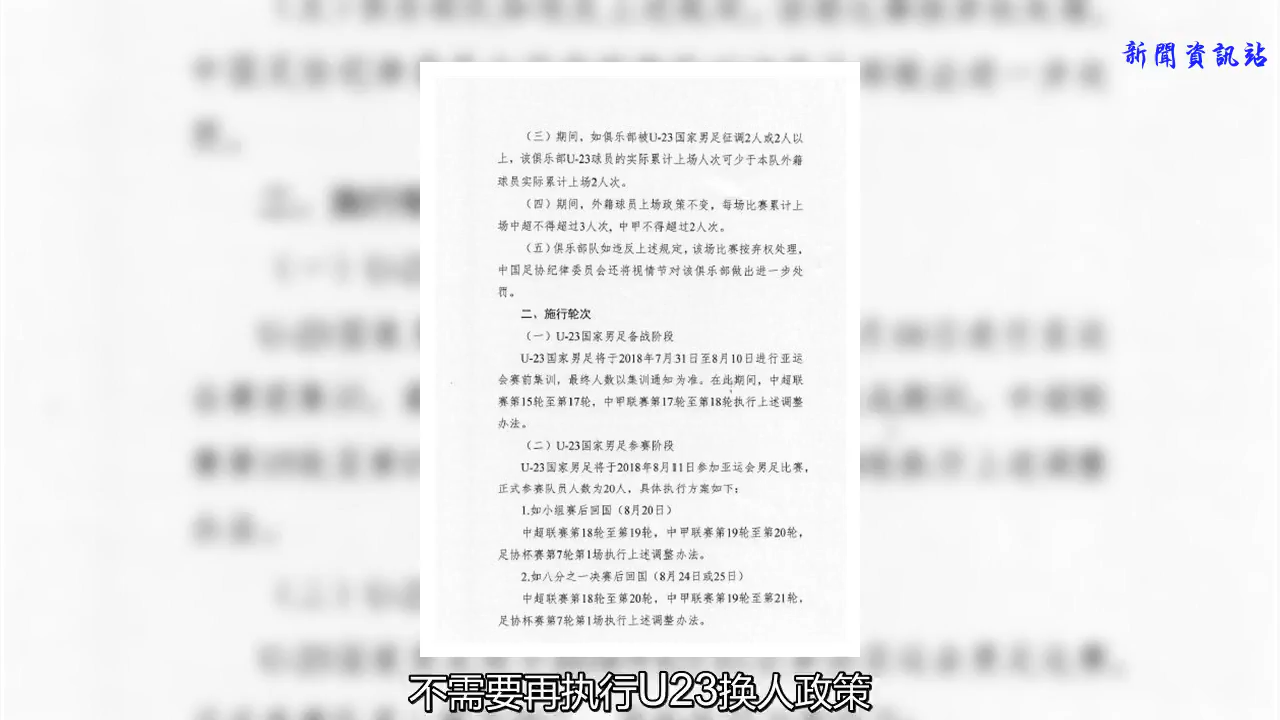 新聞資訊站
（三）期间，如俱乐部被U-23国家男足征调2人或2人以
上，该俱乐部U-23球员的实际累计上场人次可少于本队外籍
球员实际累计上场2人次。
（四）期间，外籍球员上场政策不变，每场比赛累计上
场中超不得超过3人次，中甲不得超过2人次。
（五）俱乐部队如违反上述规定，该场比赛按弃权处理，
中国足协纪律委员会还将视情节对该俱乐部做出进一步处
罚。
二、施行轮次
（一）U-23国家男足备战阶段
U-23国家男足将于2018年7月31日至8月10日进行亚运
会赛前集训，最终人数以集训通知为准。在此期间，中超联
赛第15轮至第17轮，中甲联赛第17轮至第18轮执行上述调整
办法。
（二）U-23国家男足参赛阶段
U-23国家男足将于2018年8月11日参加亚运会男足比赛，
正式参赛队员人数为20人，具体执行方案如下：
1.如小组赛后回国（8月20日）
中超联赛第18轮至第19轮，中甲联赛第19轮至第20轮，
足协杯赛第7轮第1场执行上述调整办法。
2.如八分之一决赛后回国（8月24日或25日）
中超联赛第18轮至第20轮，中甲联赛第19轮至第21轮，
足协杯赛第7轮第1场执行上述调整办法。
不需要再执行U23换人政策